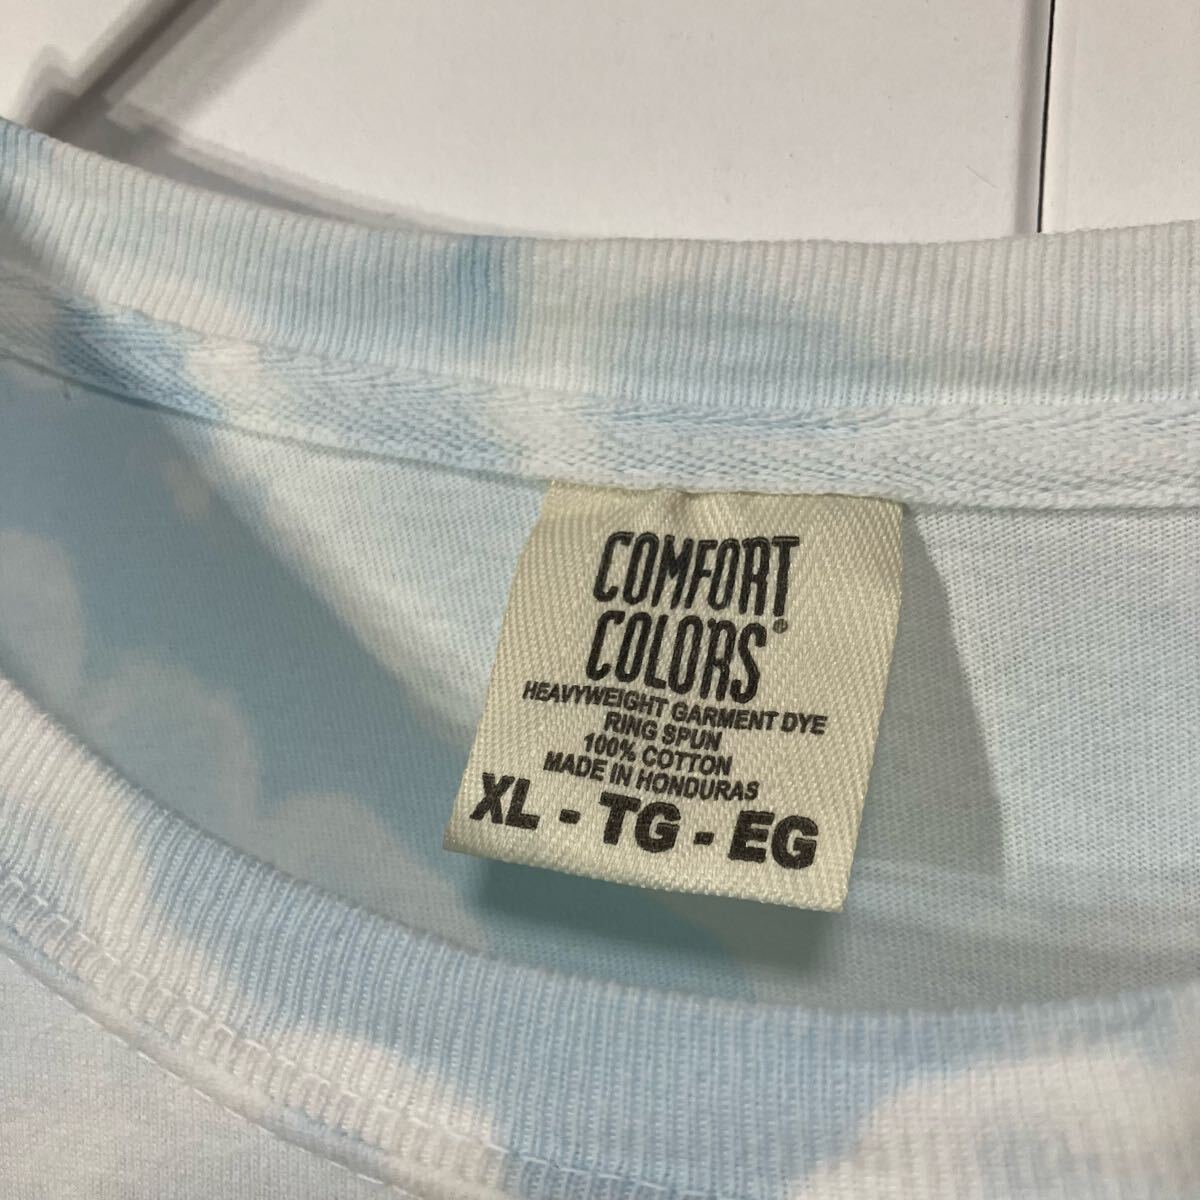 COMFORT
COLORS®
HEAVYWEIGHT GARMENT DYE
RING SPUN
100% COTTON
MADE IN HONDURAS
XL - TG - EG